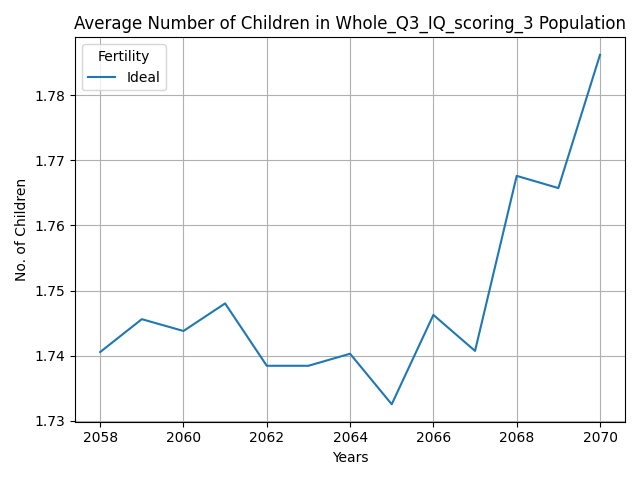 Average Number of Children in Whole_Q3_IQ_scoring_3 Population
Fertility
Ideal
No. of Children
1.78
1.77
1.76
1.75
1.74
1.73
2058 2060 2062 2064 2066 2068 2070
Years